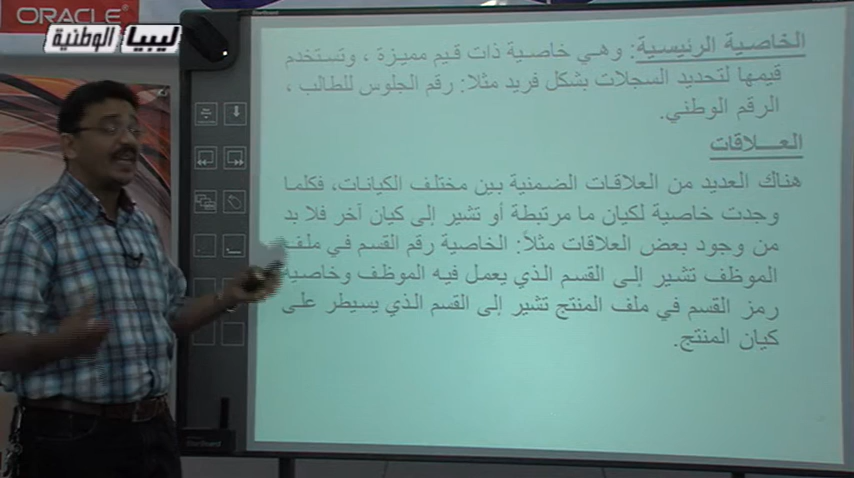 ORACLE
ليبيا الوطنية
StarBoard
الخاصية الرئيسية: وهي خاصية ذات قيم مميزة ، وتستخدم
قيمها لتحديد السجلات بشكل فريد مثلا: رقم الجلوس للطالب ،
الرقم الوطني.
العـــلاقات
هناك العديد من العلاقات الضمنية بين مختلف الكيانات، فكلما
وجدت خاصية لكيان ما مرتبطة أو تشير إلى كيان آخر فلا بد
من وجود بعض العلاقات مثلاً: الخاصية رقم القسم في ملف
الموظف تشير إلى القسم الذي يعمل فيه الموظف وخاصية
رمز القسم في ملف المنتج تشير إلى القسم الذي يسيطر على
كيان المنتج.
StarBoard